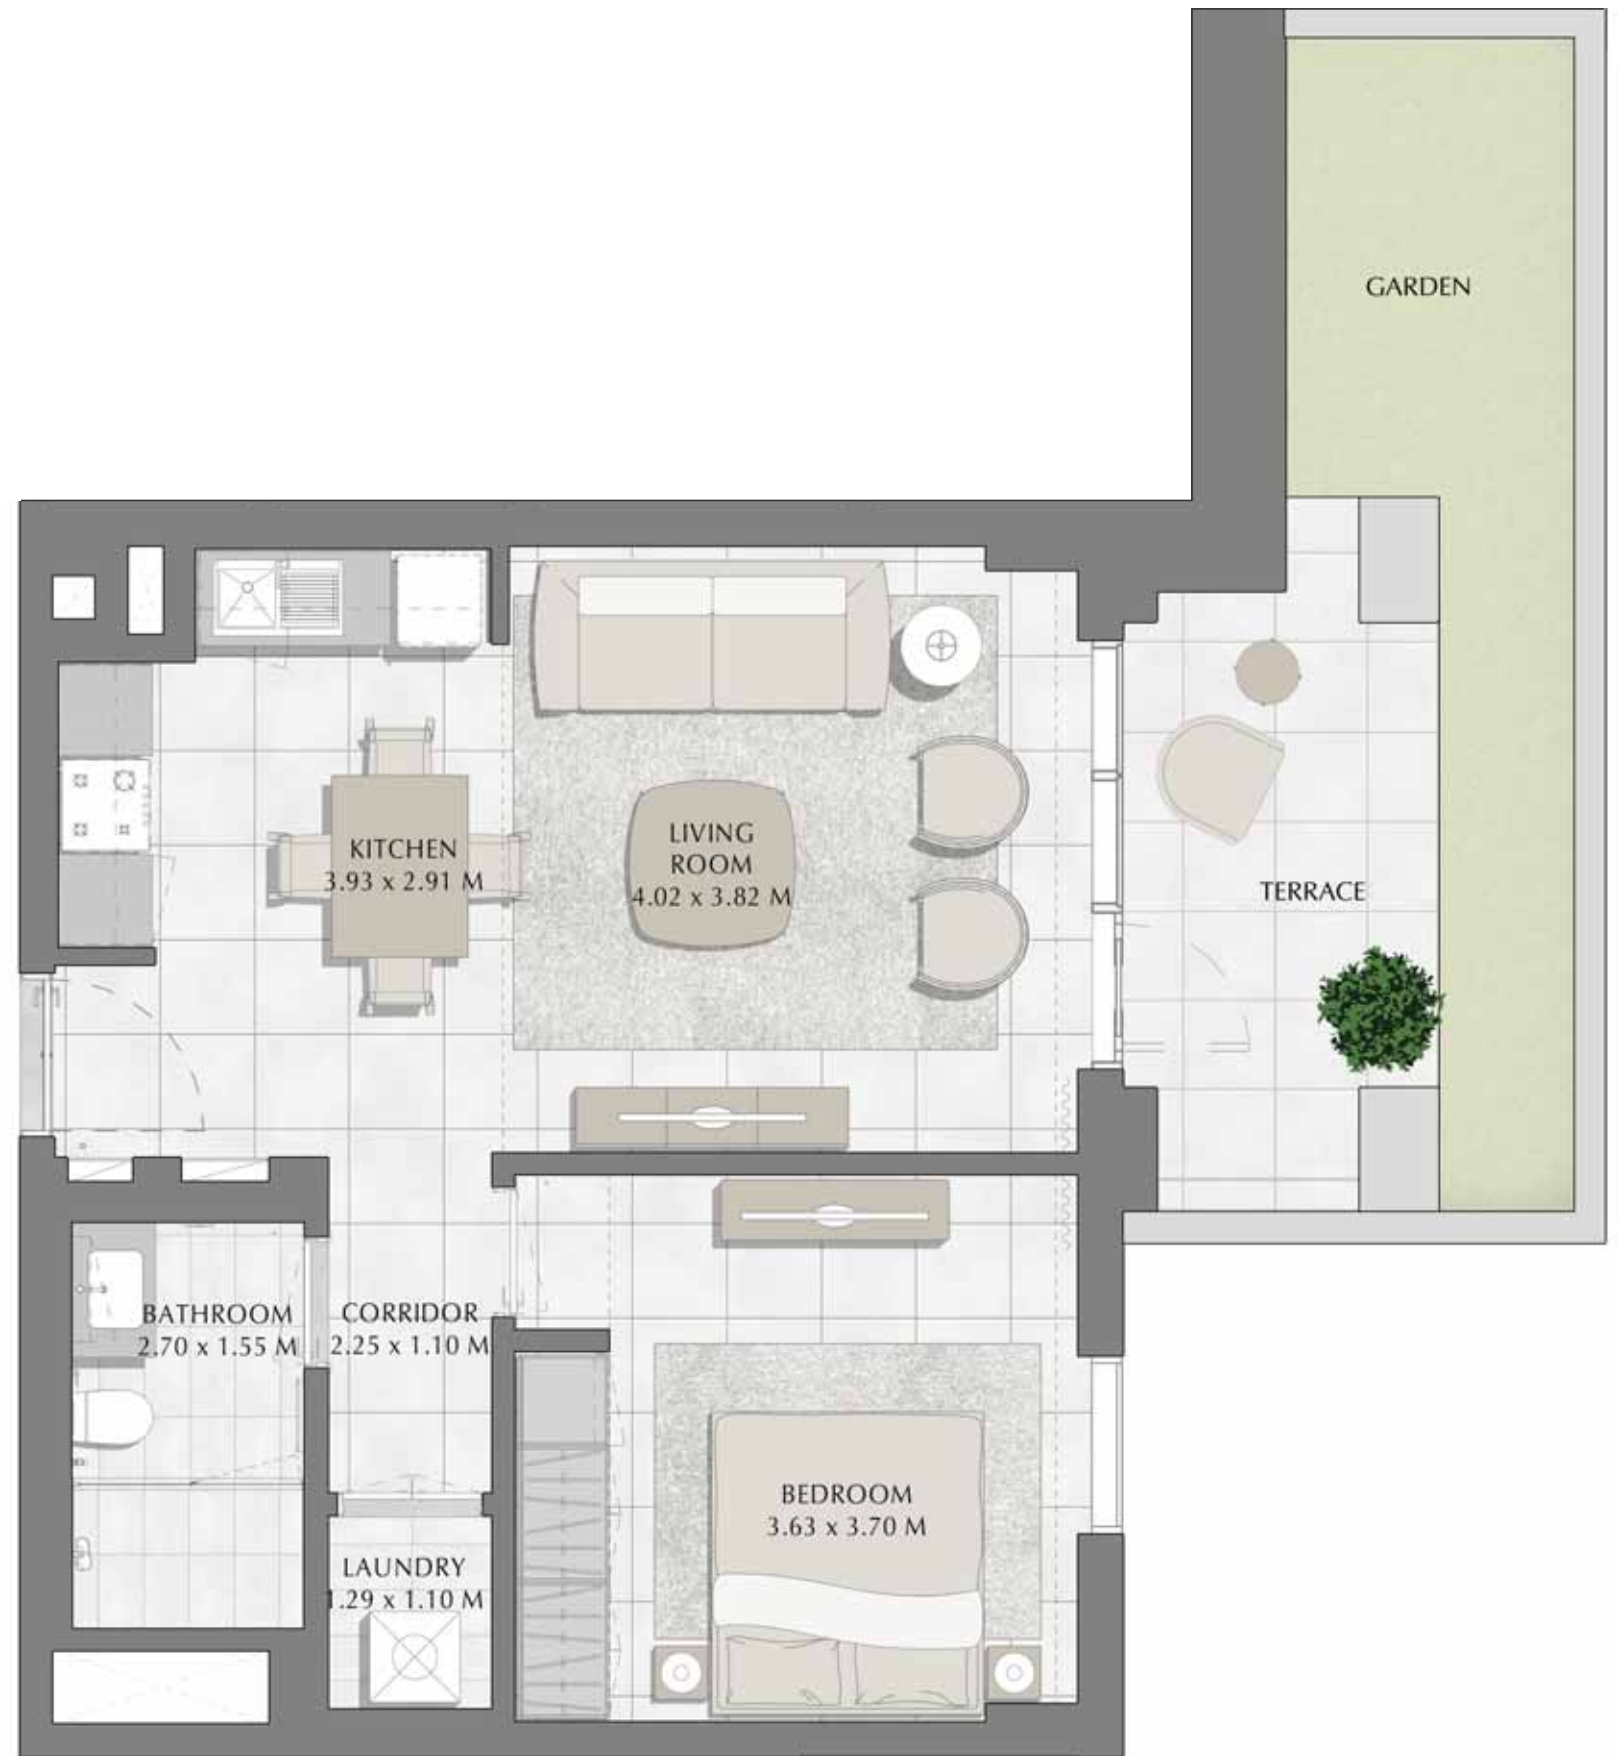 GARDEN
KITCHEN
3.93 x 2.91 M
LIVING
ROOM
4.02 x 3.82 M
TERRACE
BATHROOM
2.70 x 1.55 M
CORRIDOR
2.25 x 1.10 M
BEDROOM
3.63 x 3.70 M
LAUNDRY
1.29 x 1.10 M